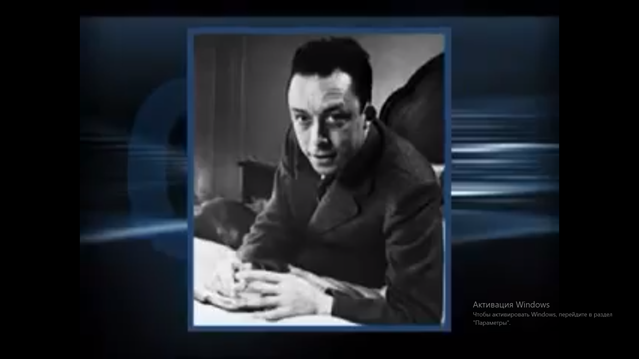 Активация Windows
Чтобы активировать Windows, перейдите в раздел
"Параметры".